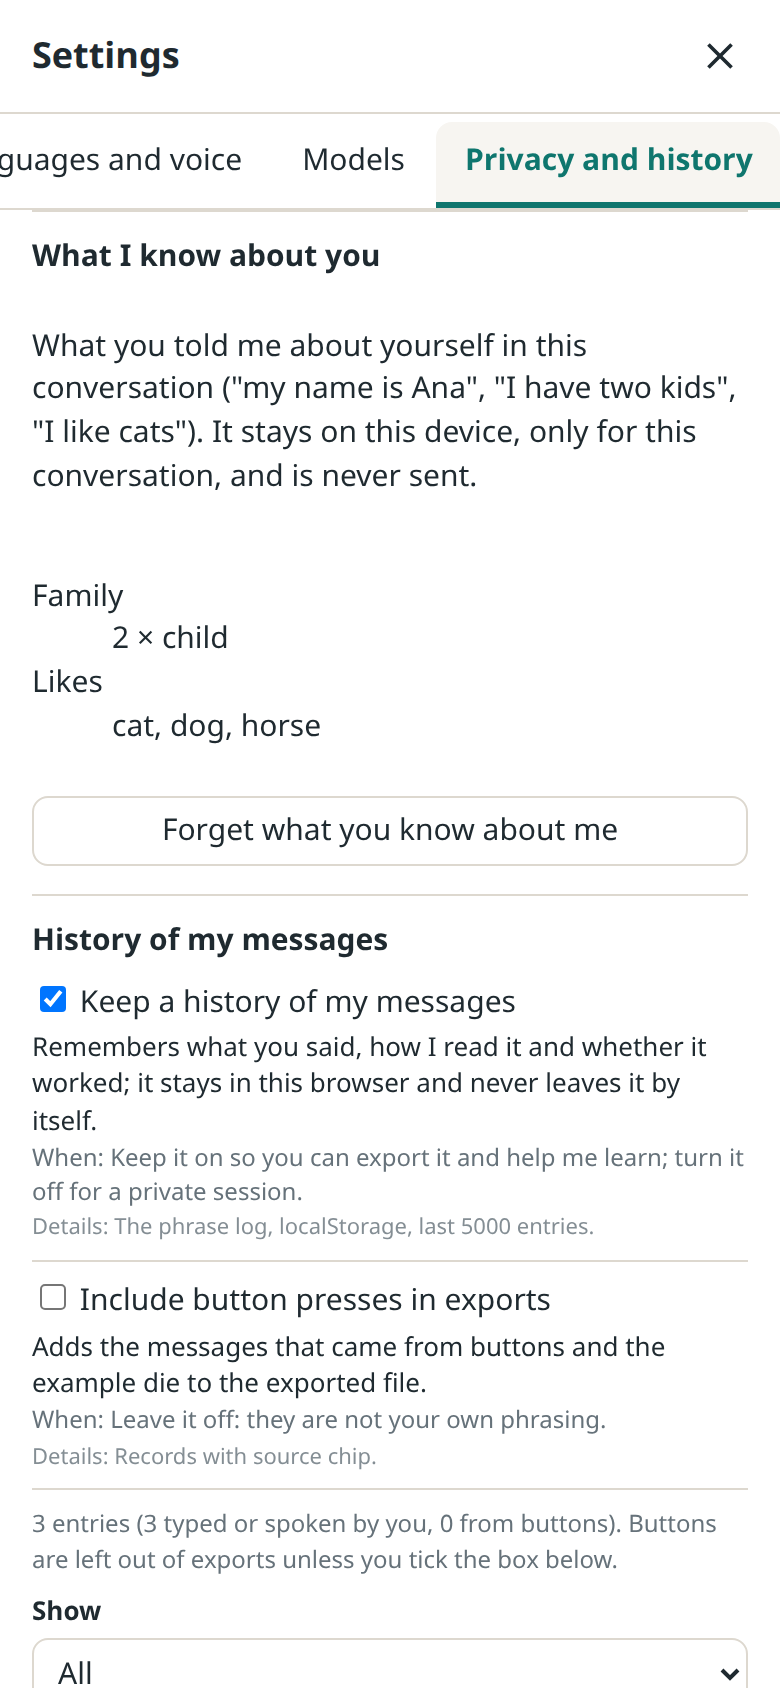 Settings
guages and voice
Models
Privacy and history
What I know about you
What you told me about yourself in this
conversation ("my name is Ana", "I have two kids",
"I like cats"). It stays on this device, only for this
conversation, and is never sent.
Family
2 × child
Likes
cat, dog, horse
Forget what you know about me
History of my messages
Keep a history of my messages
Remembers what you said, how I read it and whether it
worked; it stays in this browser and never leaves it by
itself.
When: Keep it on so you can export it and help me learn; turn it
off for a private session.
Details: The phrase log, localStorage, last 5000 entries.
Include button presses in exports
Adds the messages that came from buttons and the
example die to the exported file.
When: Leave it off: they are not your own phrasing.
Details: Records with source chip.
3 entries (3 typed or spoken by you, 0 from buttons). Buttons
are left out of exports unless you tick the box below.
Show
All